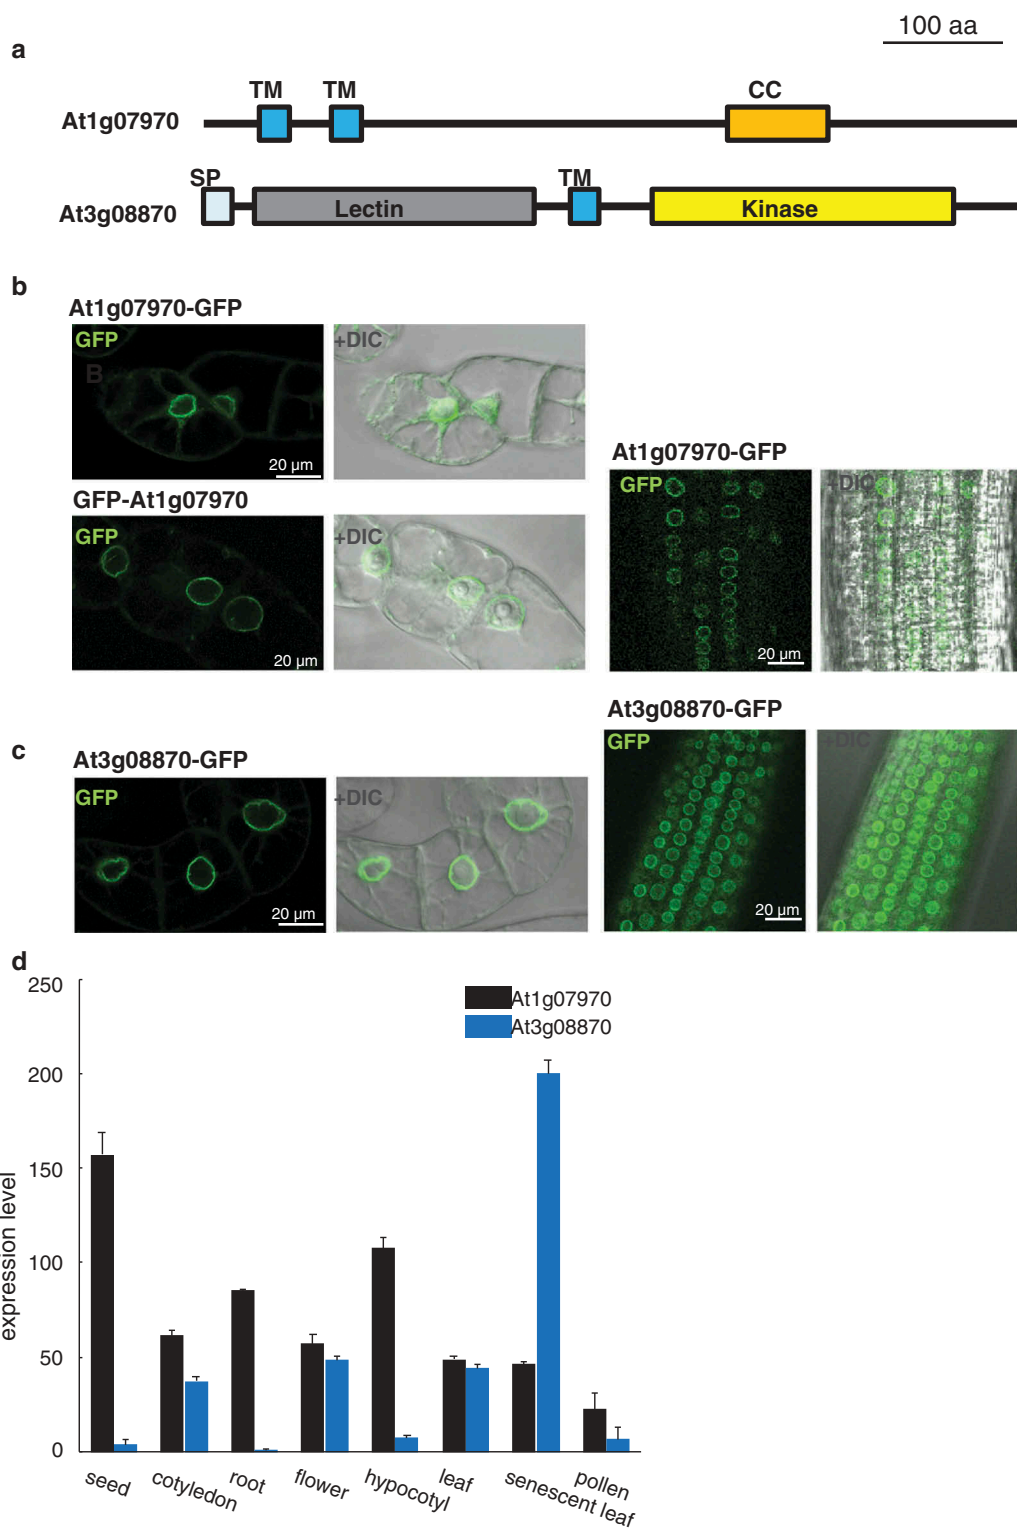 100 aa
a
TM TM CC
At1g07970
SP TM
At3g08870 Lectin Kinase
b
At1g07970-GFP
GFP +DIC
B
20 µm
GFP-At1g07970
GFP +DIC
20 µm
At1g07970-GFP
GFP +DIC
20 µm
c
At3g08870-GFP
GFP +DIC
20 µm
At3g08870-GFP
GFP +DIC
20 µm
d
At1g07970
At3g08870
expression level
250
200
150
100
50
0
seed cotyledon root flower hypocotyl leaf senescent leaf pollen